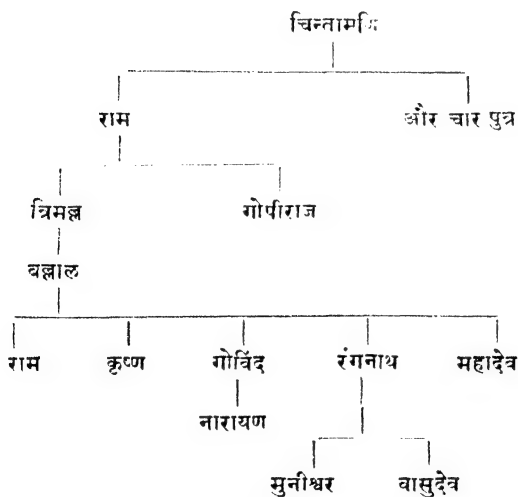 चिन्तामणि
राम और चार पुत्र
त्रिमल्ल गोपीराज
बल्लाल
राम कृष्ण गोविंद रंगनाथ महादेव
नारायण
मुनीश्वर वासुदेव